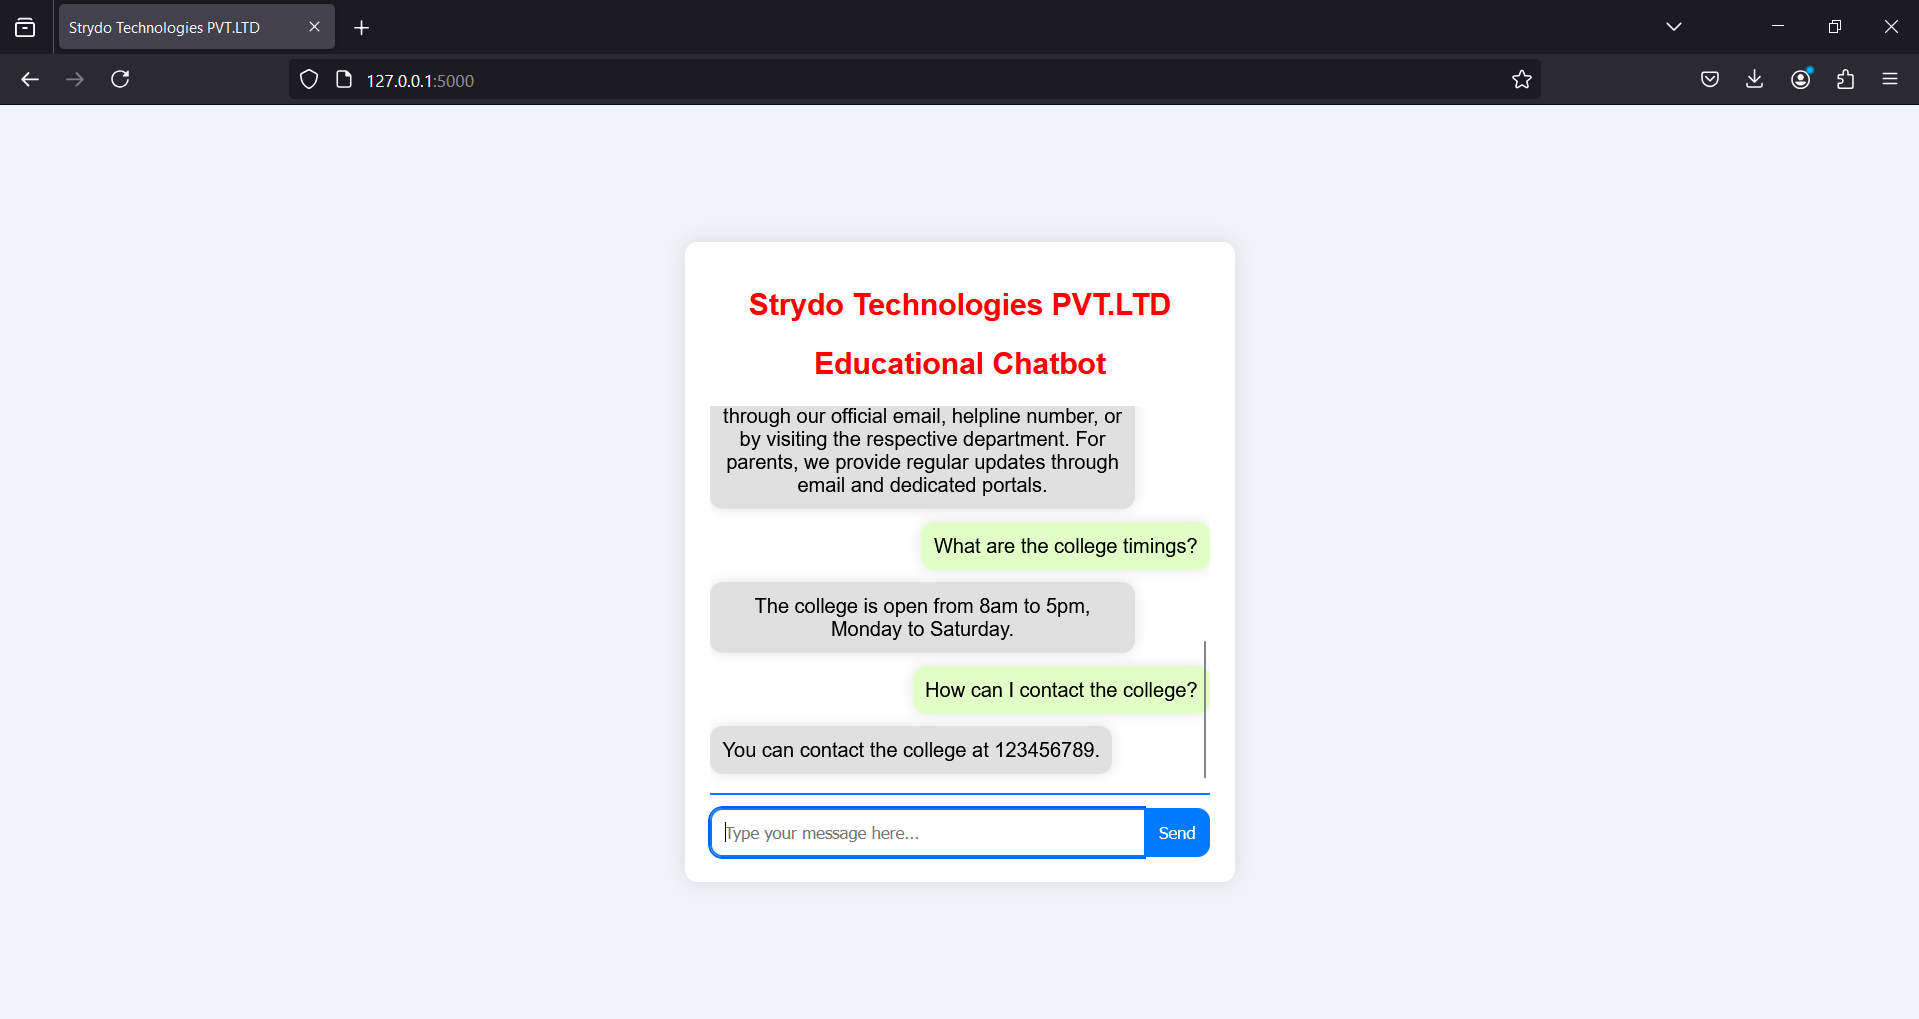 Strydo Technologies PVT.LTD
127.0.0.1:5000
Strydo Technologies PVT.LTD
Educational Chatbot
through our official email, helpline number, or
by visiting the respective department. For
parents, we provide regular updates through
email and dedicated portals.
What are the college timings?
The college is open from 8am to 5pm,
Monday to Saturday.
How can I contact the college?
You can contact the college at 123456789.
Type your message here...
Send